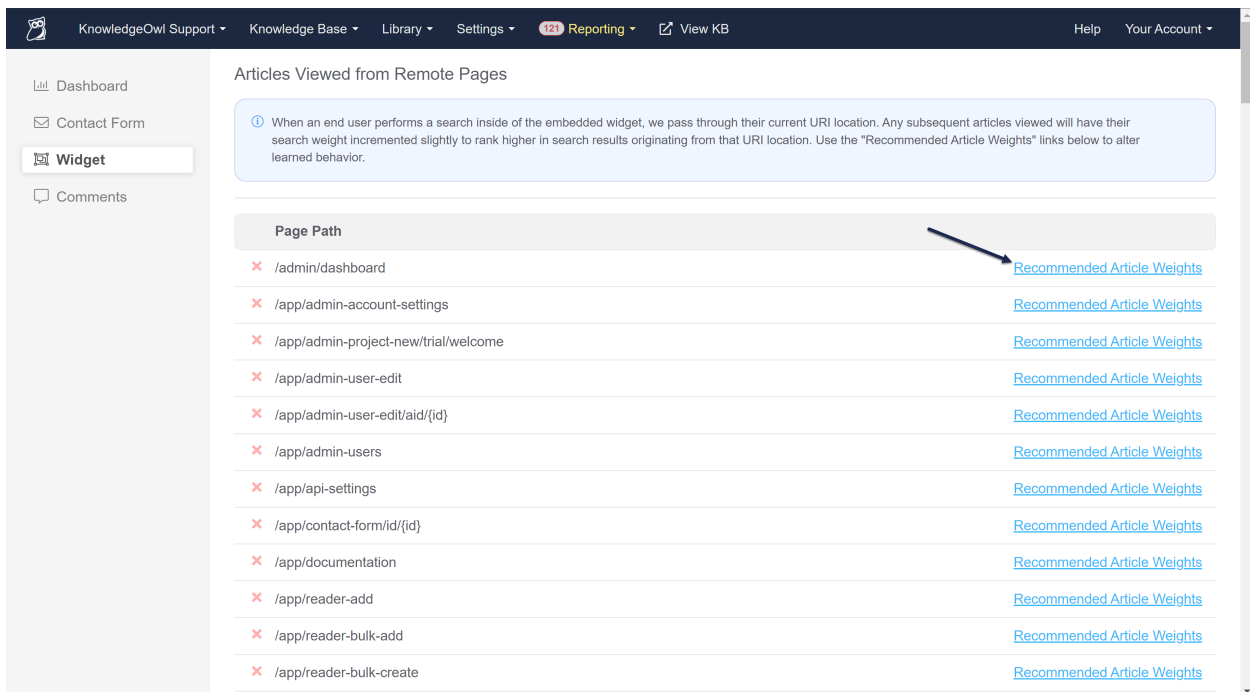 KnowledgeOwl Support Knowledge Base Library Settings 121 Reporting View KB Help Your Account
Dashboard
Contact Form
Widget
Comments
Articles Viewed from Remote Pages
When an end user performs a search inside of the embedded widget, we pass through their current URI location. Any subsequent articles viewed will have their
search weight incremented slightly to rank higher in search results originating from that URI location. Use the "Recommended Article Weights" links below to alter
learned behavior.
Page Path
/admin/dashboard Recommended Article Weights
/app/admin-account-settings Recommended Article Weights
/app/admin-project-new/trial/welcome Recommended Article Weights
/app/admin-user-edit Recommended Article Weights
/app/admin-user-edit/aid/{id} Recommended Article Weights
/app/admin-users Recommended Article Weights
/app/api-settings Recommended Article Weights
/app/contact-form/id/{id} Recommended Article Weights
/app/documentation Recommended Article Weights
/app/reader-add Recommended Article Weights
/app/reader-bulk-add Recommended Article Weights
/app/reader-bulk-create Recommended Article Weights